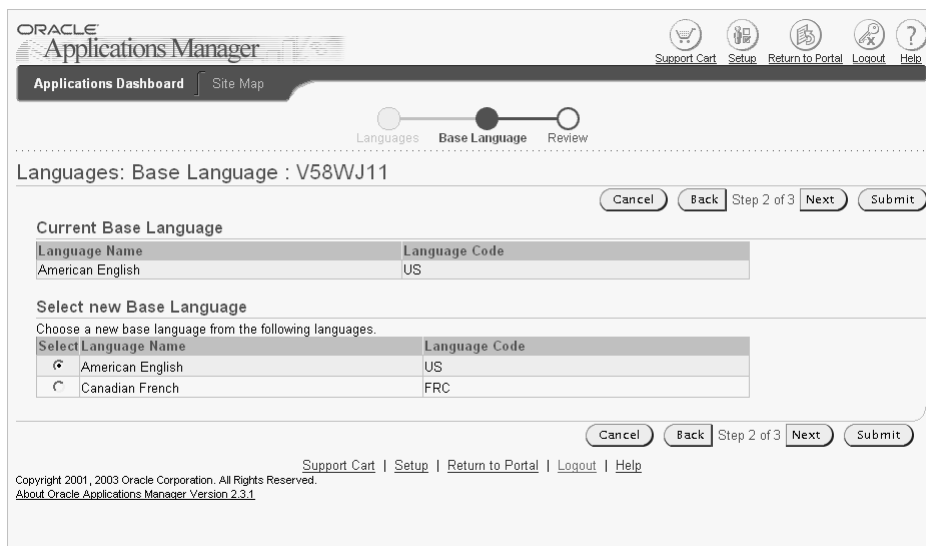 ORACLE
Applications Manager
Support Cart Setup Return to Portal Logout Help
Applications Dashboard Site Map
Languages Base Language Review
Languages: Base Language : V58WJ11
Cancel Back Step 2 of 3 Next Submit
Current Base Language
Language Name Language Code
American English US
Select new Base Language
Choose a new base language from the following languages.
Select Language Name Language Code
American English US
Canadian French FRC
Cancel Back Step 2 of 3 Next Submit
Support Cart | Setup | Return to Portal | Logout | Help
Copyright 2001, 2003 Oracle Corporation. All Rights Reserved.
About Oracle Applications Manager Version 2.3.1